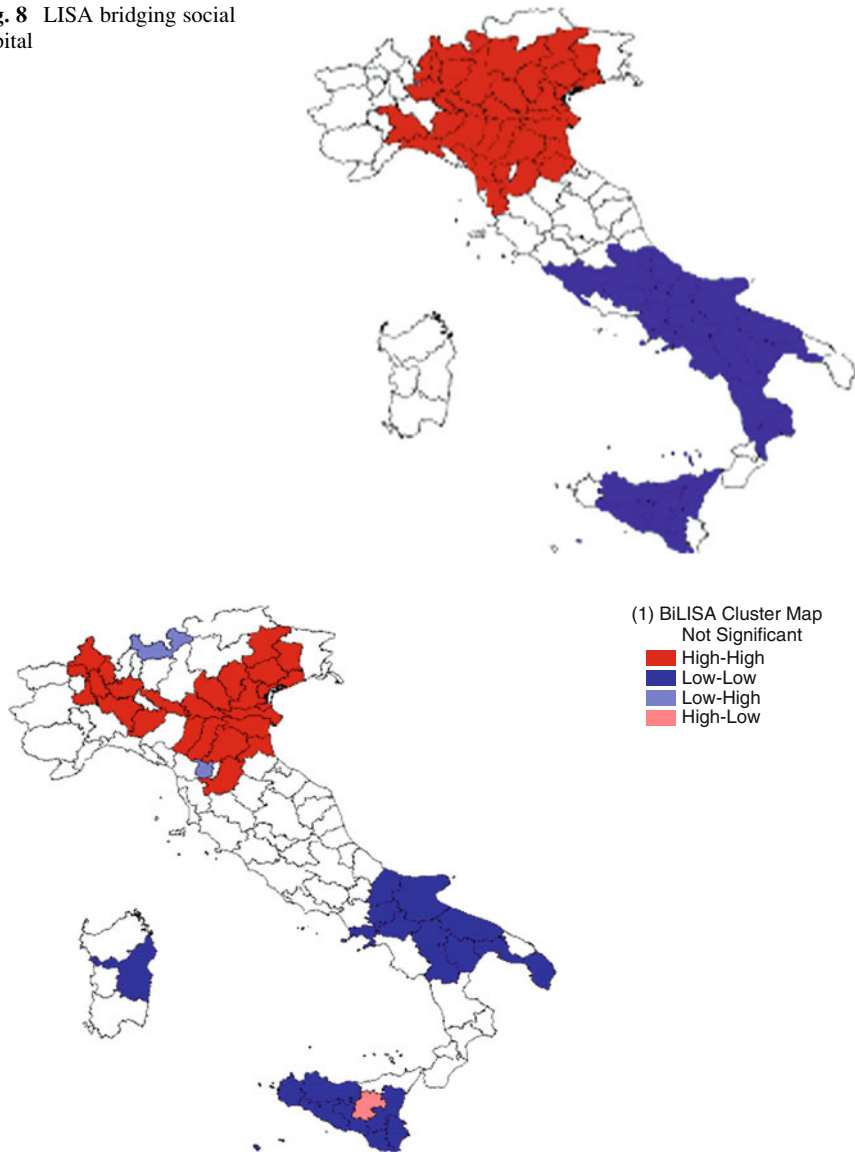 g. 8 LISA bridging social
pital
(1) BiLISA Cluster Map
Not Significant
High-High
Low-Low
Low-High
High-Low